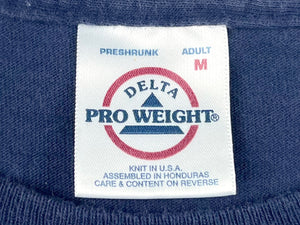 PRESHRUNK ADULT
M
DELTA
PRO WEIGHT®
KNIT IN U.S.A.
ASSEMBLED IN HONDURAS
CARE & CONTENT ON REVERSE